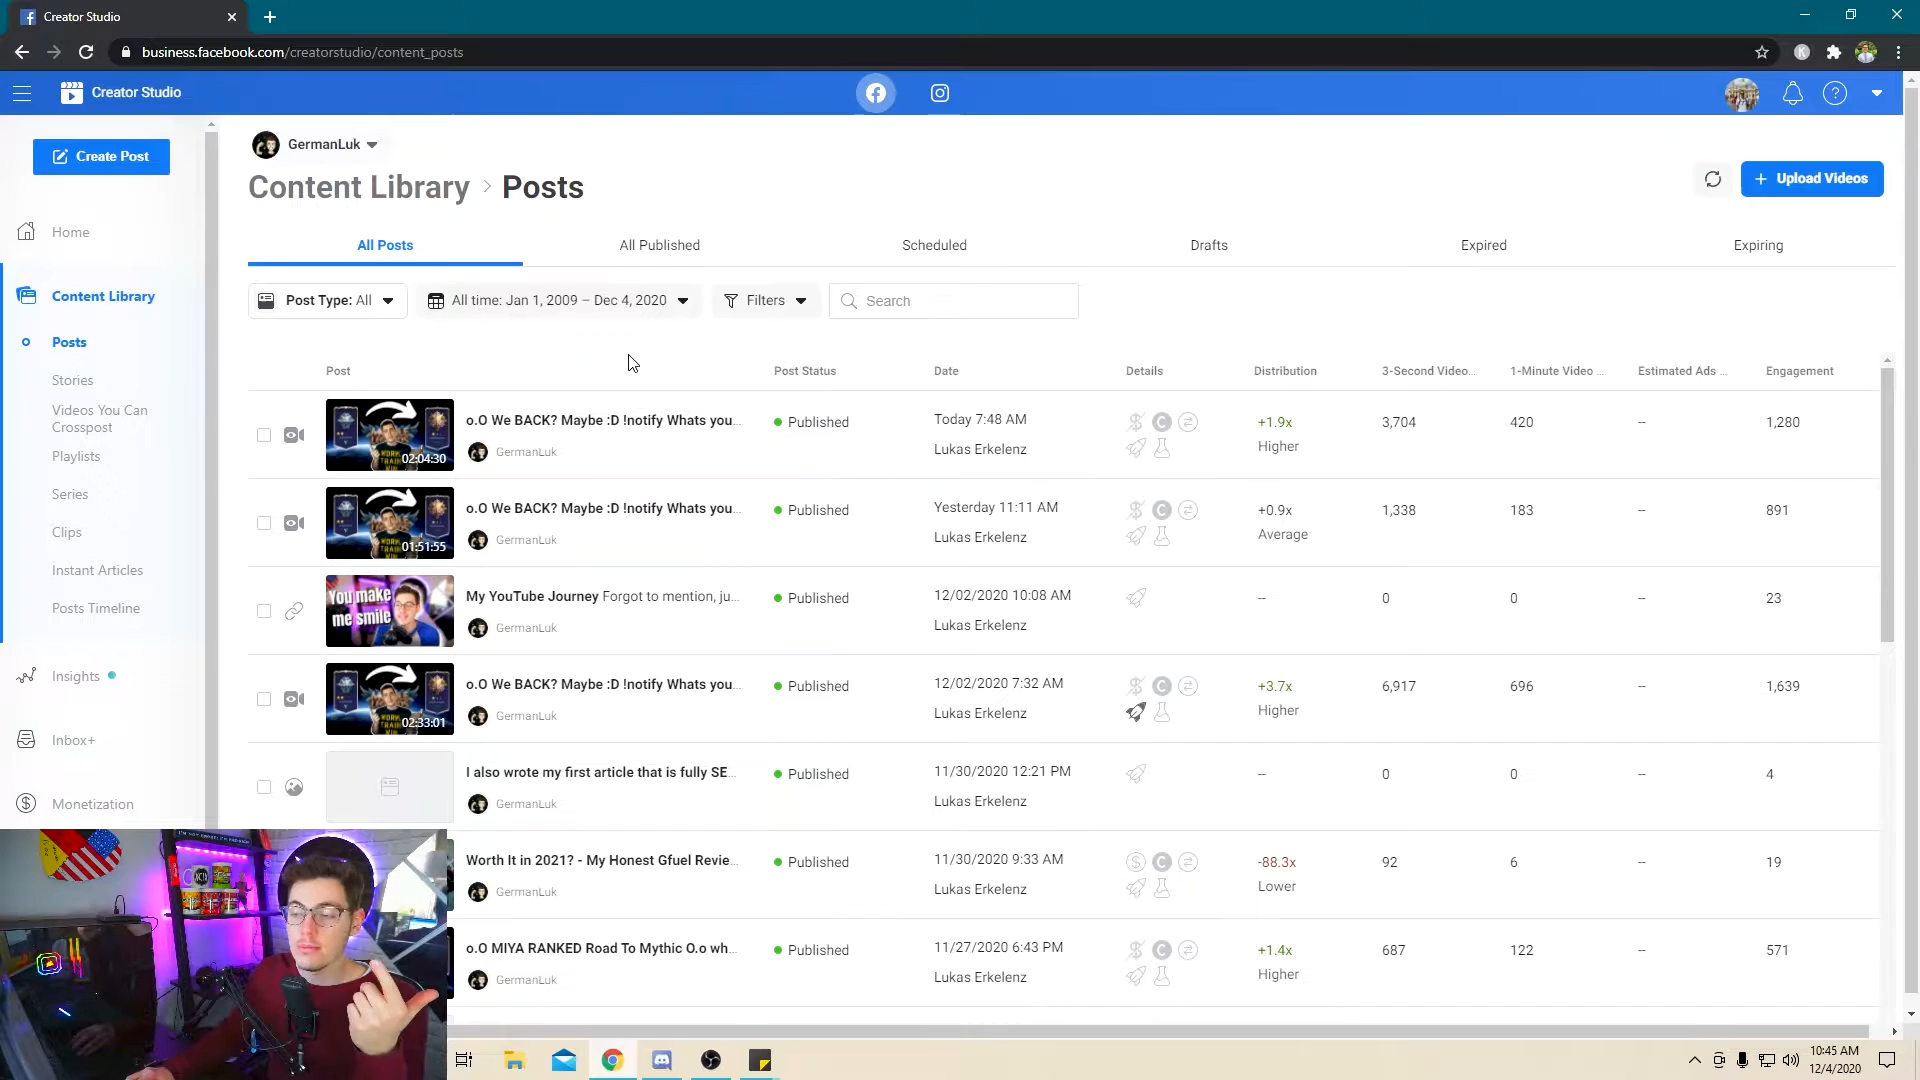 Creator Studio
business.facebook.com/creatorstudio/content_posts
Creator Studio
Create Post
Home
Content Library
Posts
Stories
Videos You Can
Crosspost
Playlists
Series
Clips
Instant Articles
Posts Timeline
Insights
Inbox+
Monetization
GermanLuk
Content Library > Posts
+ Upload Videos
All Posts All Published Scheduled Drafts Expired Expiring
Post Type: All All time: Jan 1, 2009 – Dec 4, 2020 Filters Search
Post Post Status Date Details Distribution 3-Second Video... 1-Minute Video ... Estimated Ads ... Engagement
o.O We BACK? Maybe :D !notify Whats you... Published Today 7:48 AM +1.9x 3,704 420 -- 1,280
02:04:30 GermanLuk Lukas Erkelenz Higher
o.O We BACK? Maybe :D !notify Whats you... Published Yesterday 11:11 AM +0.9x 1,338 183 -- 891
01:51:55 GermanLuk Lukas Erkelenz Average
You make
me smile
My YouTube Journey Forgot to mention, ju... Published 12/02/2020 10:08 AM -- 0 0 23
GermanLuk Lukas Erkelenz
o.O We BACK? Maybe :D !notify Whats you... Published 12/02/2020 7:32 AM +3.7x 6,917 696 -- 1,639
02:33:01 GermanLuk Lukas Erkelenz Higher
I also wrote my first article that is fully SE... Published 11/30/2020 12:21 PM -- 0 0 -- 4
GermanLuk Lukas Erkelenz
Worth It in 2021? - My Honest Gfuel Revie... Published 11/30/2020 9:33 AM -88.3x 92 6 -- 19
GermanLuk Lukas Erkelenz Lower
o.O MIYA RANKED Road To Mythic O.o wh... Published 11/27/2020 6:43 PM +1.4x 687 122 -- 571
GermanLuk Lukas Erkelenz Higher
10:45 AM
12/4/2020